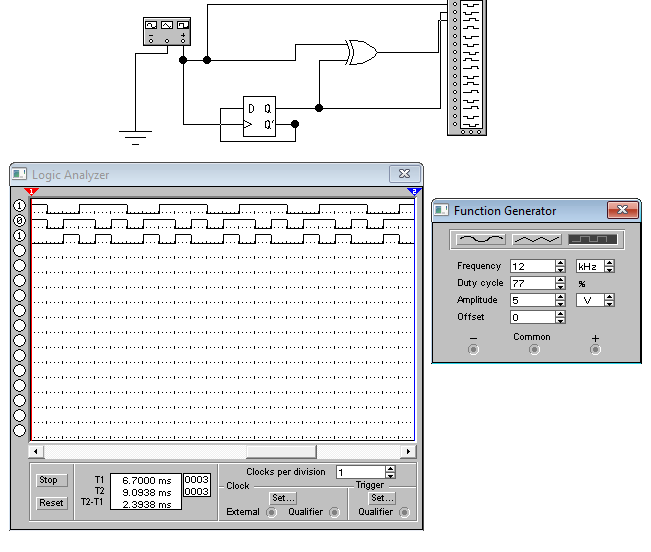 − +
D Q
Q'
Logic Analyzer
1 2
1
0
1
Function Generator
Frequency 12 kHz
Duty cycle 77 %
Amplitude 5 V
Offset 0
− Common +
Clocks per division 1
Stop T1 6.7000 ms 0003
T2 9.0938 ms 0003
Reset T2-T1 2.3938 ms
Clock Trigger
Set... Set...
External Qualifier Qualifier